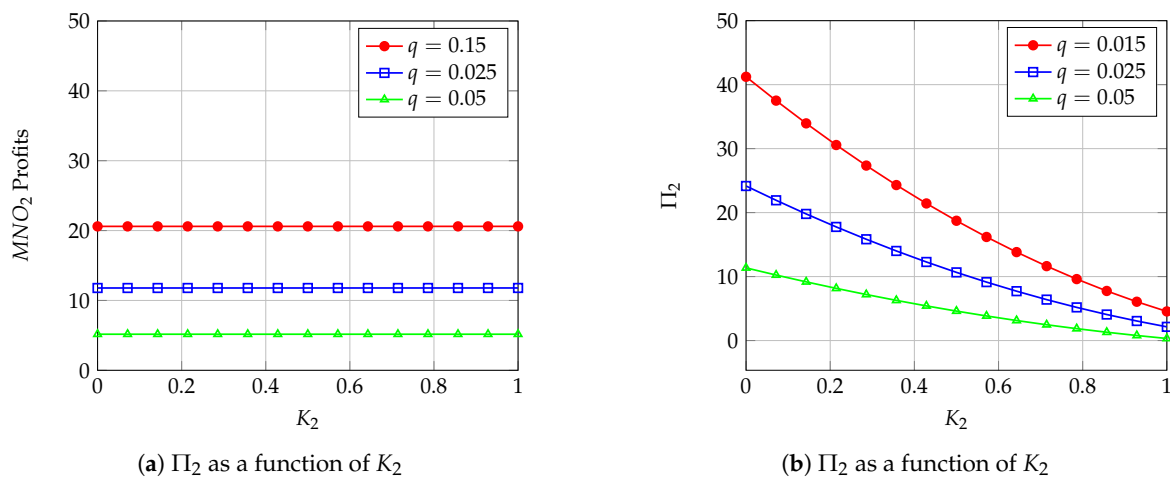 50
40
30
20
10
0
MNO₂ Profits
0 0.2 0.4 0.6 0.8 1
K₂
q = 0.15
q = 0.025
q = 0.05
(a) Π₂ as a function of K₂
50
40
30
20
10
0
Π₂
0 0.2 0.4 0.6 0.8 1
K₂
q = 0.015
q = 0.025
q = 0.05
(b) Π₂ as a function of K₂